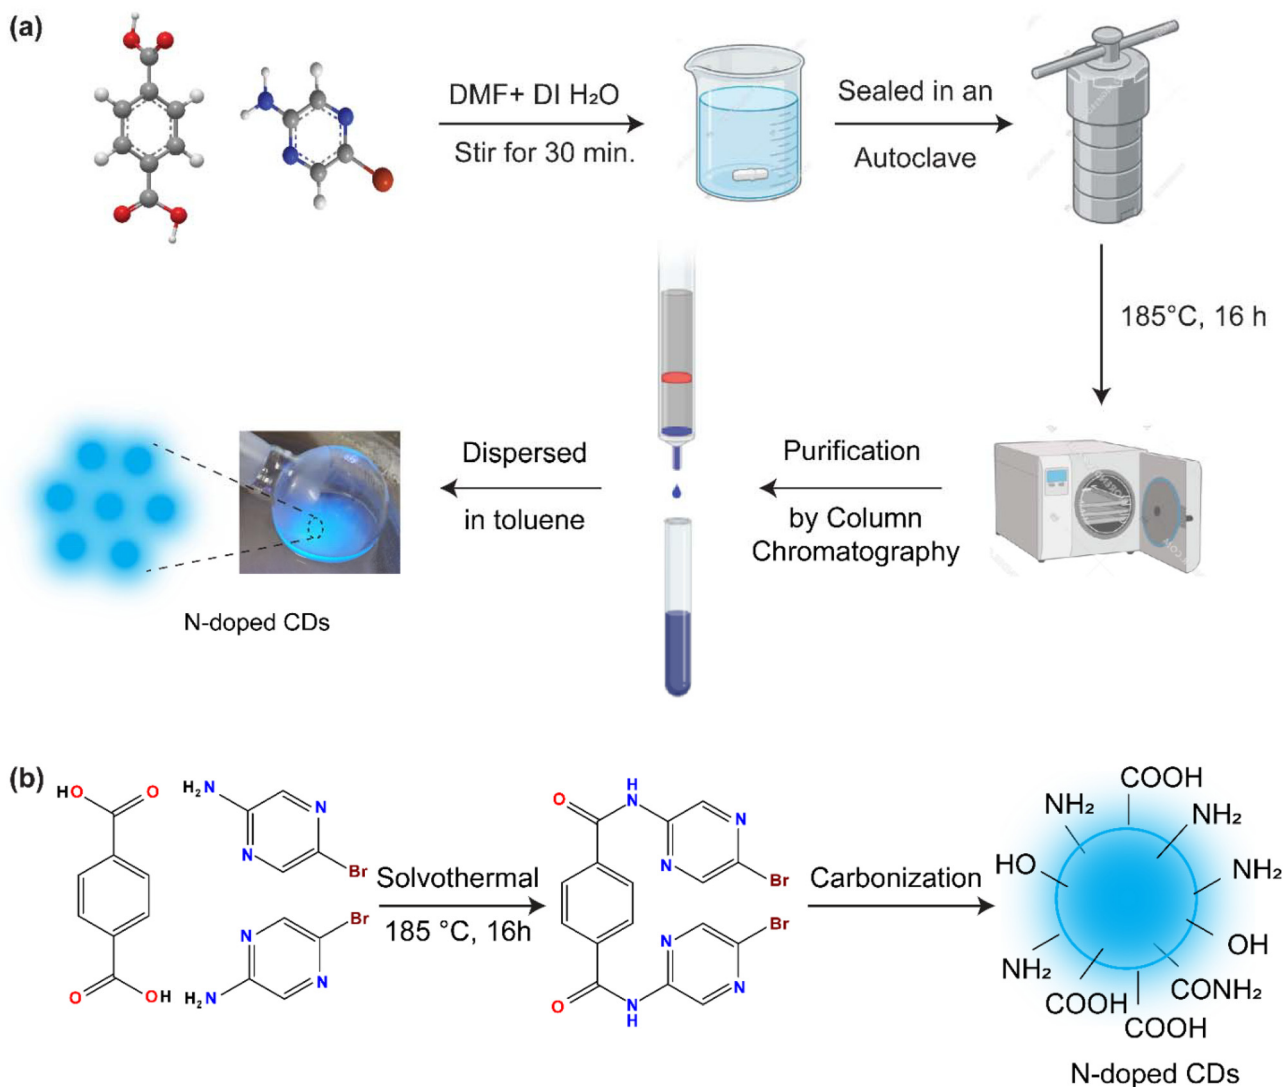 (a)
DMF+ DI H₂O
Stir for 30 min.
Sealed in an
Autoclave
185°C, 16 h
Purification
by Column
Chromatography
Dispersed
in toluene
N-doped CDs
(b)
HO
O
O
OH
H₂N
N
N
Br
Br
N
N
H₂N
Solvothermal
185 °C, 16h
H
N
O
N
N
Br
Br
N
N
O
N
H
Carbonization
COOH
NH₂
NH₂
HO
NH₂
OH
NH₂
COOH
CONH₂
COOH
N-doped CDs